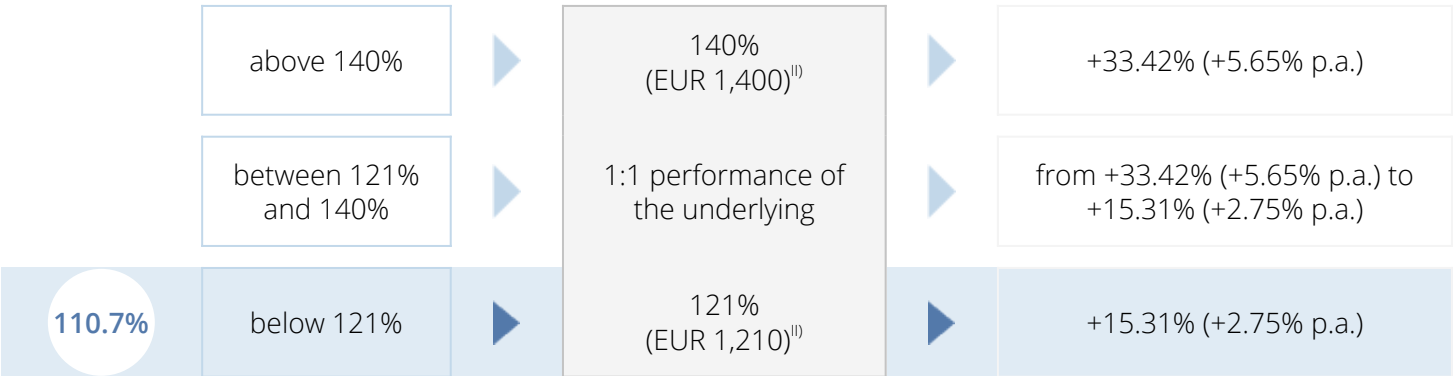 above 140%
140%
(EUR 1,400)II)
+33.42% (+5.65% p.a.)
between 121%
and 140%
1:1 performance of
the underlying
from +33.42% (+5.65% p.a.) to
+15.31% (+2.75% p.a.)
110.7%
below 121%
121%
(EUR 1,210)II)
+15.31% (+2.75% p.a.)